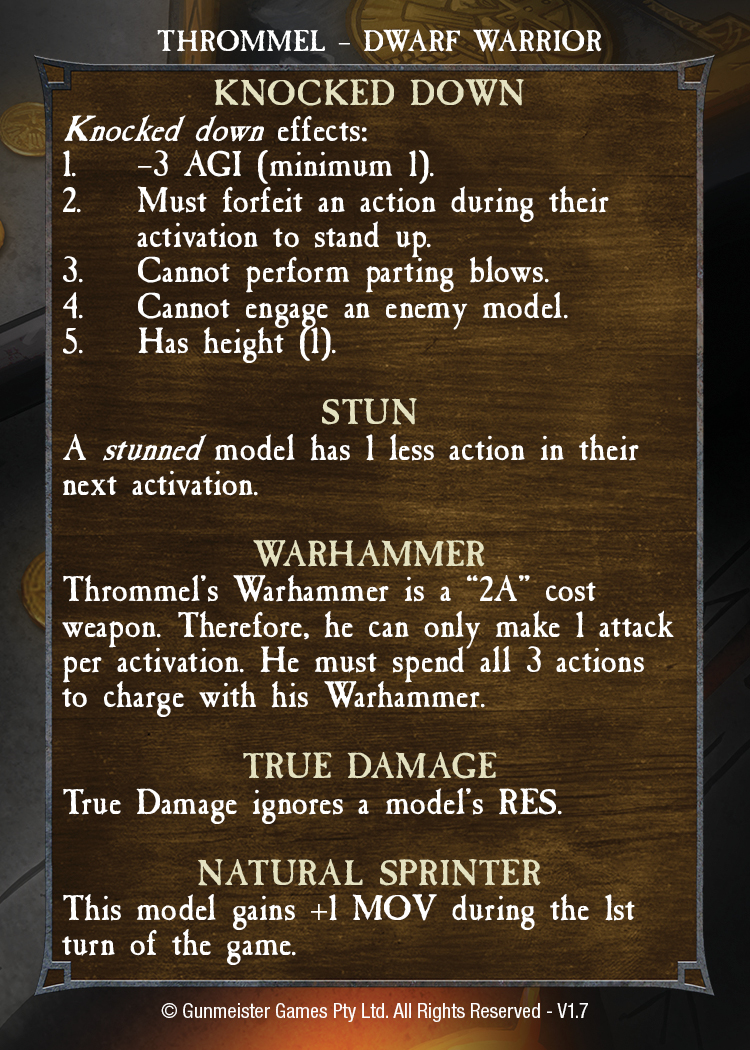 THROMMEL – DWARF WARRIOR
KNOCKED DOWN
Knocked down effects:
1. –3 AGI (minimum 1).
2. Must forfeit an action during their
activation to stand up.
3. Cannot perform parting blows.
4. Cannot engage an enemy model.
5. Has height (1).
STUN
A stunned model has 1 less action in their
next activation.
WARHAMMER
Thrommel's Warhammer is a “2A” cost
weapon. Therefore, he can only make 1 attack
per activation. He must spend all 3 actions
to charge with his Warhammer.
TRUE DAMAGE
True Damage ignores a model's RES.
NATURAL SPRINTER
This model gains +1 MOV during the 1st
turn of the game.
© Gunmeister Games Pty Ltd. All Rights Reserved - V1.7